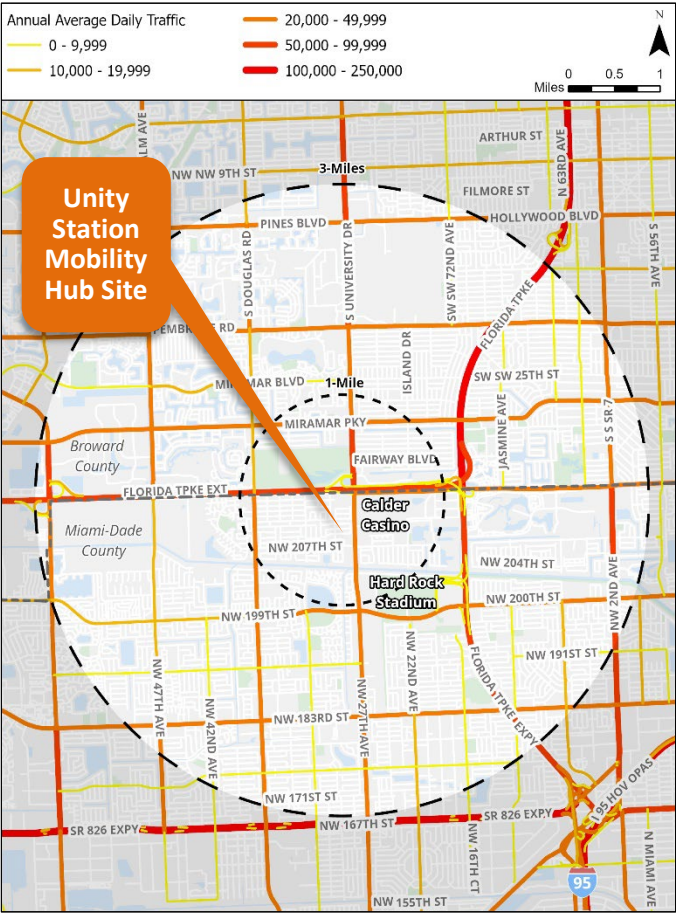 Annual Average Daily Traffic
0 - 9,999
10,000 - 19,999
20,000 - 49,999
50,000 - 99,999
100,000 - 250,000
N
0 0.5 1
Miles
ARTHUR ST
N 63RD AVE
ALM AVE
NW NW 9TH ST
3-Miles
FILMORE ST
HOLLYWOOD BLVD
PINES BLVD
Unity
Station
Mobility
Hub Site
S DOUGLAS RD
S UNIVERSITY DR
SW SW 72ND AVE
S 56TH AVE
FLORIDA TPKE
PEMBROKE RD
ISLAND DR
SW SW 25TH ST
MIRAMAR BLVD
1-Mile
JASMINE AVE
S S SR 7
MIRAMAR PKY
Broward
County
FAIRWAY BLVD
FLORIDA TPKE EXT
Calder
Casino
Miami-Dade
County
NW 207TH ST
NW 204TH ST
Hard Rock
Stadium
NW 200TH ST
NW 2ND AVE
NW 199TH ST
NW 191ST ST
NW 47TH AVE
NW 42ND AVE
NW 27TH AVE
NW 22ND AVE
FLORIDA TPKE EXPY
NW 183RD ST
NW 171ST ST
I 95 HOV OPAS
SR 826 EXPY
NW 167TH ST
SR 826 EXPY
NW 16TH CT
N MIAMI AVE
95
NW 155TH ST